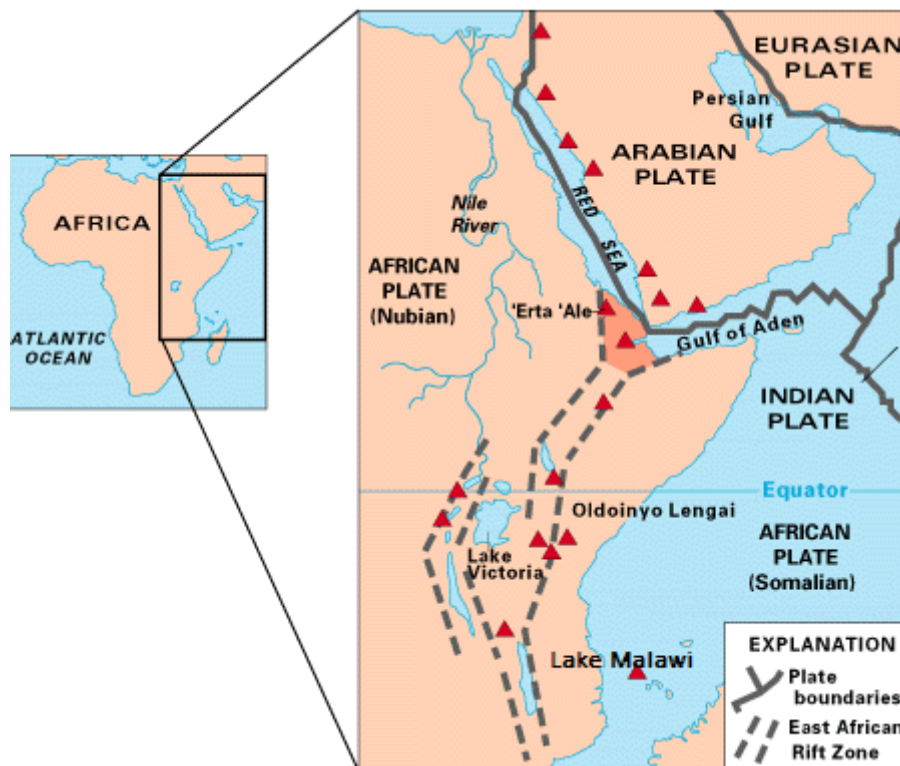 AFRICA
ATLANTIC
OCEAN
EURASIAN
PLATE
Persian
Gulf
ARABIAN
PLATE
RED SEA
Nile
River
AFRICAN
PLATE
(Nubian)
'Erta 'Ale
Gulf of Aden
INDIAN
PLATE
Equator
Oldoinyo Lengai
AFRICAN
PLATE
(Somalian)
Lake
Victoria
Lake Malawi
EXPLANATION
Plate
boundaries
East African
Rift Zone